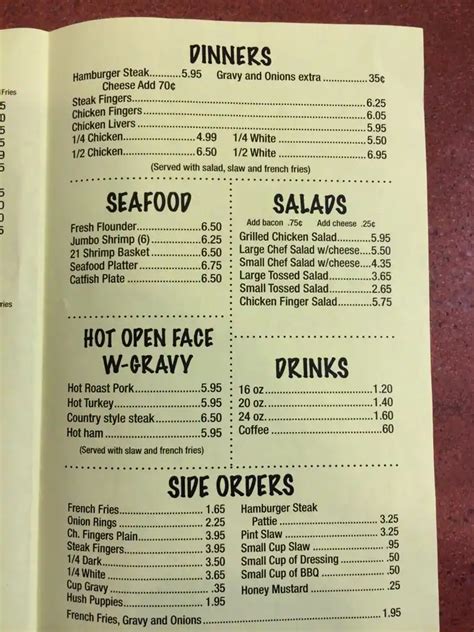 DINNERS
Hamburger Steak..........5.95 Gravy and Onions extra..............35¢
Cheese Add 70¢
Steak Fingers..........................................................6.25
Chicken Fingers.......................................................6.05
Chicken Livers.........................................................5.95
1/4 Chicken...................4.99 1/4 White.......................5.50
1/2 Chicken...................6.50 1/2 White.......................6.95
(Served with salad, slaw and french fries)
SEAFOOD
Fresh Flounder.................6.50
Jumbo Shrimp (6)............6.25
21 Shrimp Basket............6.50
Seafood Platter................6.75
Catfish Plate....................6.50
SALADS
Add bacon .75¢ Add cheese .25¢
Grilled Chicken Salad............5.95
Large Chef Salad w/cheese....5.50
Small Chef Salad w/cheese....4.35
Large Tossed Salad...............3.65
Small Tossed Salad...............2.65
Chicken Finger Salad.............5.75
HOT OPEN FACE
W-GRAVY
Hot Roast Pork..................5.95
Hot Turkey........................5.95
Country style steak............6.50
Hot ham...........................5.95
(Served with slaw and french fries)
DRINKS
16 oz................................1.20
20 oz................................1.40
24 oz................................1.60
Coffee................................60
SIDE ORDERS
French Fries......................1.65
Onion Rings......................2.25
Ch. Fingers Plain...............3.95
Steak Fingers....................3.95
1/4 Dark...........................3.50
1/4 White..........................3.65
Cup Gravy..........................35
Hush Puppies....................1.95
French Fries, Gravy and Onions..............................1.95
Hamburger Steak
Pattie............................3.25
Pint Slaw..........................3.25
Small Cup Slaw..................95
Small Cup of Dressing........50
Small Cup of BBQ..............50
Honey Mustard...................25
Fries
ries